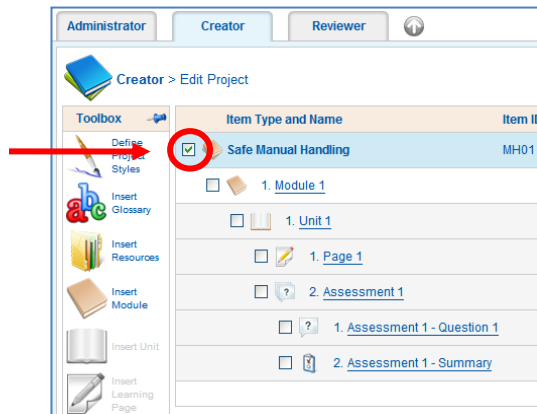 Administrator
Creator
Reviewer
Creator > Edit Project
Toolbox
Item Type and Name
Define
Project
Styles
Safe Manual Handling
MH01
Insert
Glossary
1. Module 1
1. Unit 1
Insert
Resources
1. Page 1
Insert
Module
2. Assessment 1
1. Assessment 1 - Question 1
Insert Unit
2. Assessment 1 - Summary
Insert
Learning
Page